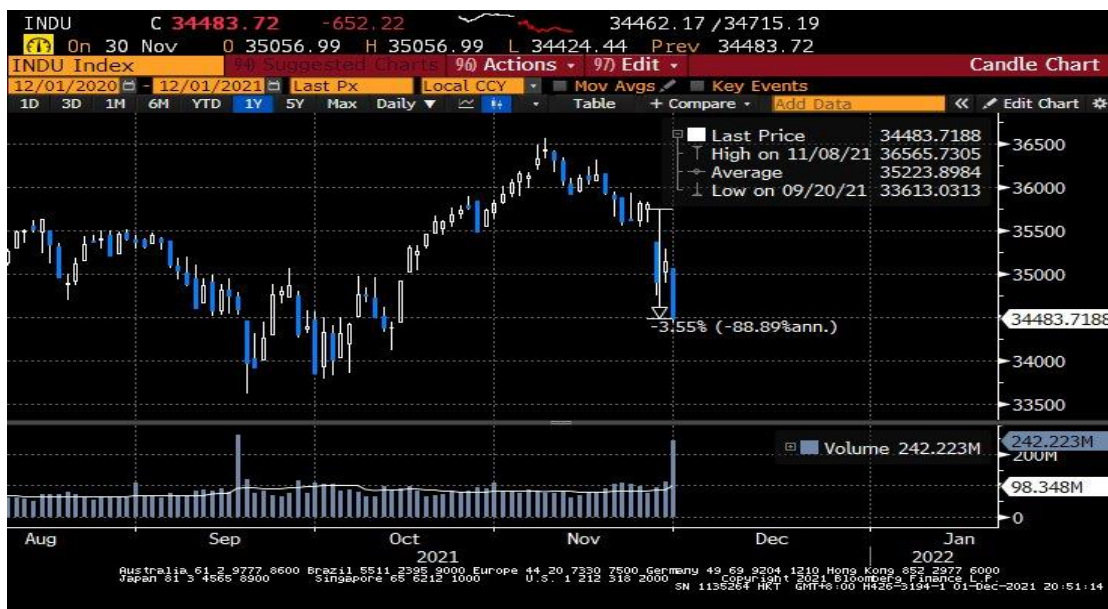 INDU C 34483.72 -652.22 34462.17 /34715.19
On 30 Nov O 35056.99 H 35056.99 L 34424.44 Prev 34483.72
INDU Index 94) Suggested Charts 96) Actions 97) Edit Candle Chart
12/01/2020 - 12/01/2021 Last Px Local CCY Mov Avgs Key Events
1D 3D 1M 6M YTD 1Y 5Y Max Daily ▼ Table + Compare Add Data « Edit Chart
Last Price 34483.7188
High on 11/08/21 36565.7305
Average 35223.8984
Low on 09/20/21 33613.0313
36500
36000
35500
35000
34483.7188
34000
33500
-3.55% (-88.89%ann.)
Volume 242.223M
242.223M
200M
98.348M
0
Aug Sep Oct Nov Dec Jan
2021 2022
Australia 61 2 9777 8600 Brazil 5511 2395 9000 Europe 44 20 7330 7500 Germany 49 69 9204 1210 Hong Kong 852 2977 6000
Japan 81 3 4565 8900 Singapore 65 6212 1000 U.S. 1 212 318 2000 Copyright 2021 Bloomberg Finance L.P.
SN 1135264 HKT GMT+8:00 H426-3194-1 01-Dec-2021 20:51:14